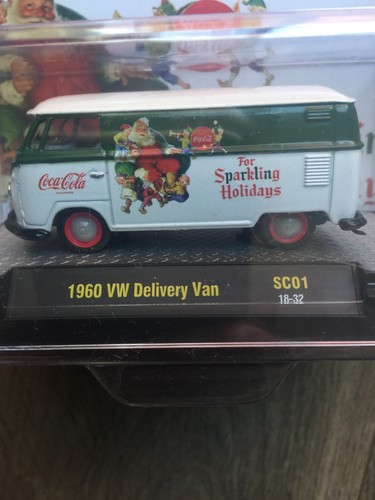 Coca-Cola
Coca-Cola
For
Sparkling
Holidays
1960 VW Delivery Van
SC01
18-32